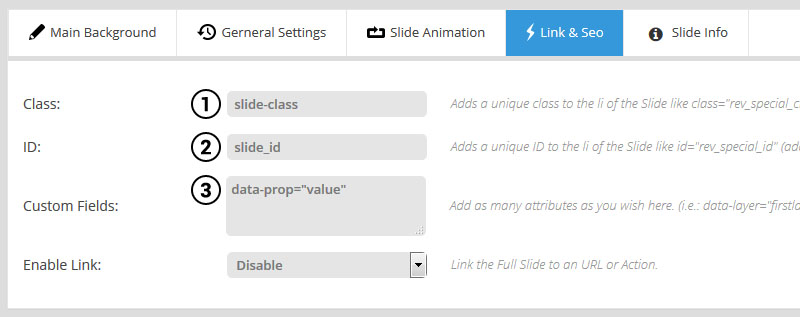 Main Background Gerneral Settings Slide Animation Link & Seo Slide Info
Class: 1 slide-class Adds a unique class to the li of the Slide like class="rev_special_c
ID: 2 slide_id Adds a unique ID to the li of the Slide like id="rev_special_id" (add
3 data-prop="value"
Custom Fields: Add as many attributes as you wish here. (i.e.: data-layer="firstla
Enable Link: Disable Link the Full Slide to an URL or Action.